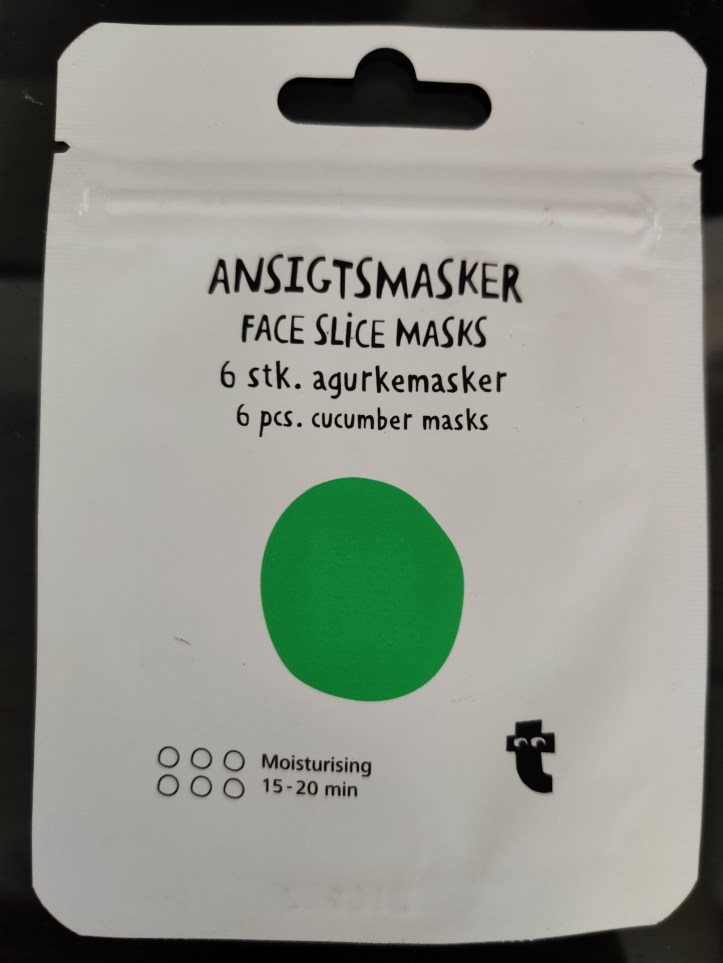 ANSIGTSMASKER
FACE SLiCE MASKS
6 stk. agurkemasker
6 pcs. cucumber masks
Moisturising
15-20 min
t